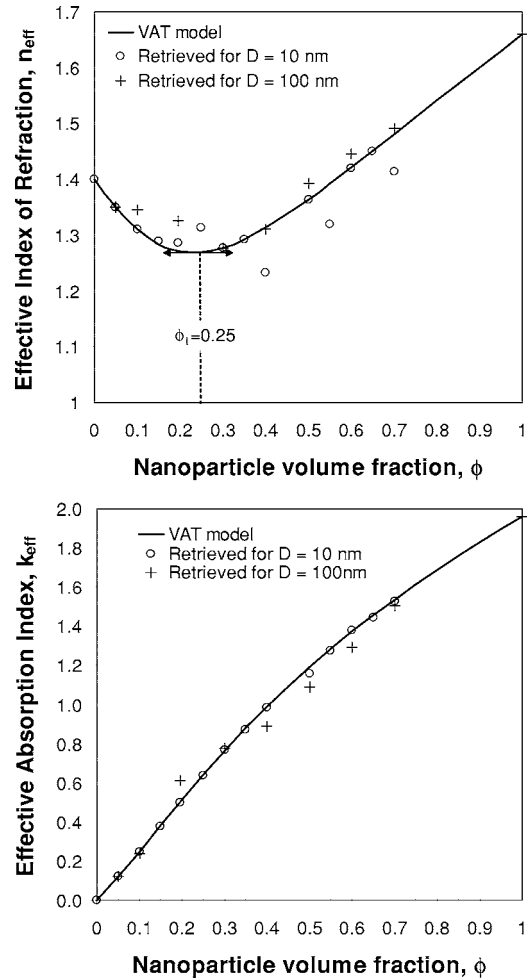 1.7
1.6
1.5
1.4
1.3
1.2
1.1
1
Effective Index of Refraction, neff
VAT model
Retrieved for D = 10 nm
Retrieved for D = 100 nm
ϕi=0.25
0 0.1 0.2 0.3 0.4 0.5 0.6 0.7 0.8 0.9 1
Nanoparticle volume fraction, ϕ
2.0
1.8
1.6
1.4
1.2
1.0
0.8
0.6
0.4
0.2
0.0
Effective Absorption Index, keff
VAT model
Retrieved for D = 10 nm
Retrieved for D = 100nm
0 0.1 0.2 0.3 0.4 0.5 0.6 0.7 0.8 0.9 1
Nanoparticle volume fraction, ϕ